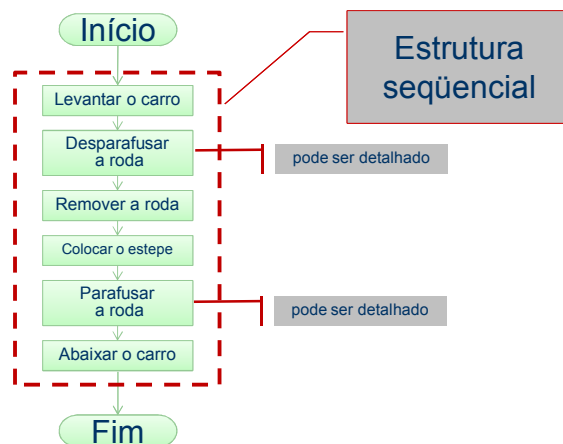 Início
Estrutura
seqüencial
Levantar o carro
Desparafusar
a roda
pode ser detalhado
Remover a roda
Colocar o estepe
Parafusar
a roda
pode ser detalhado
Abaixar o carro
Fim